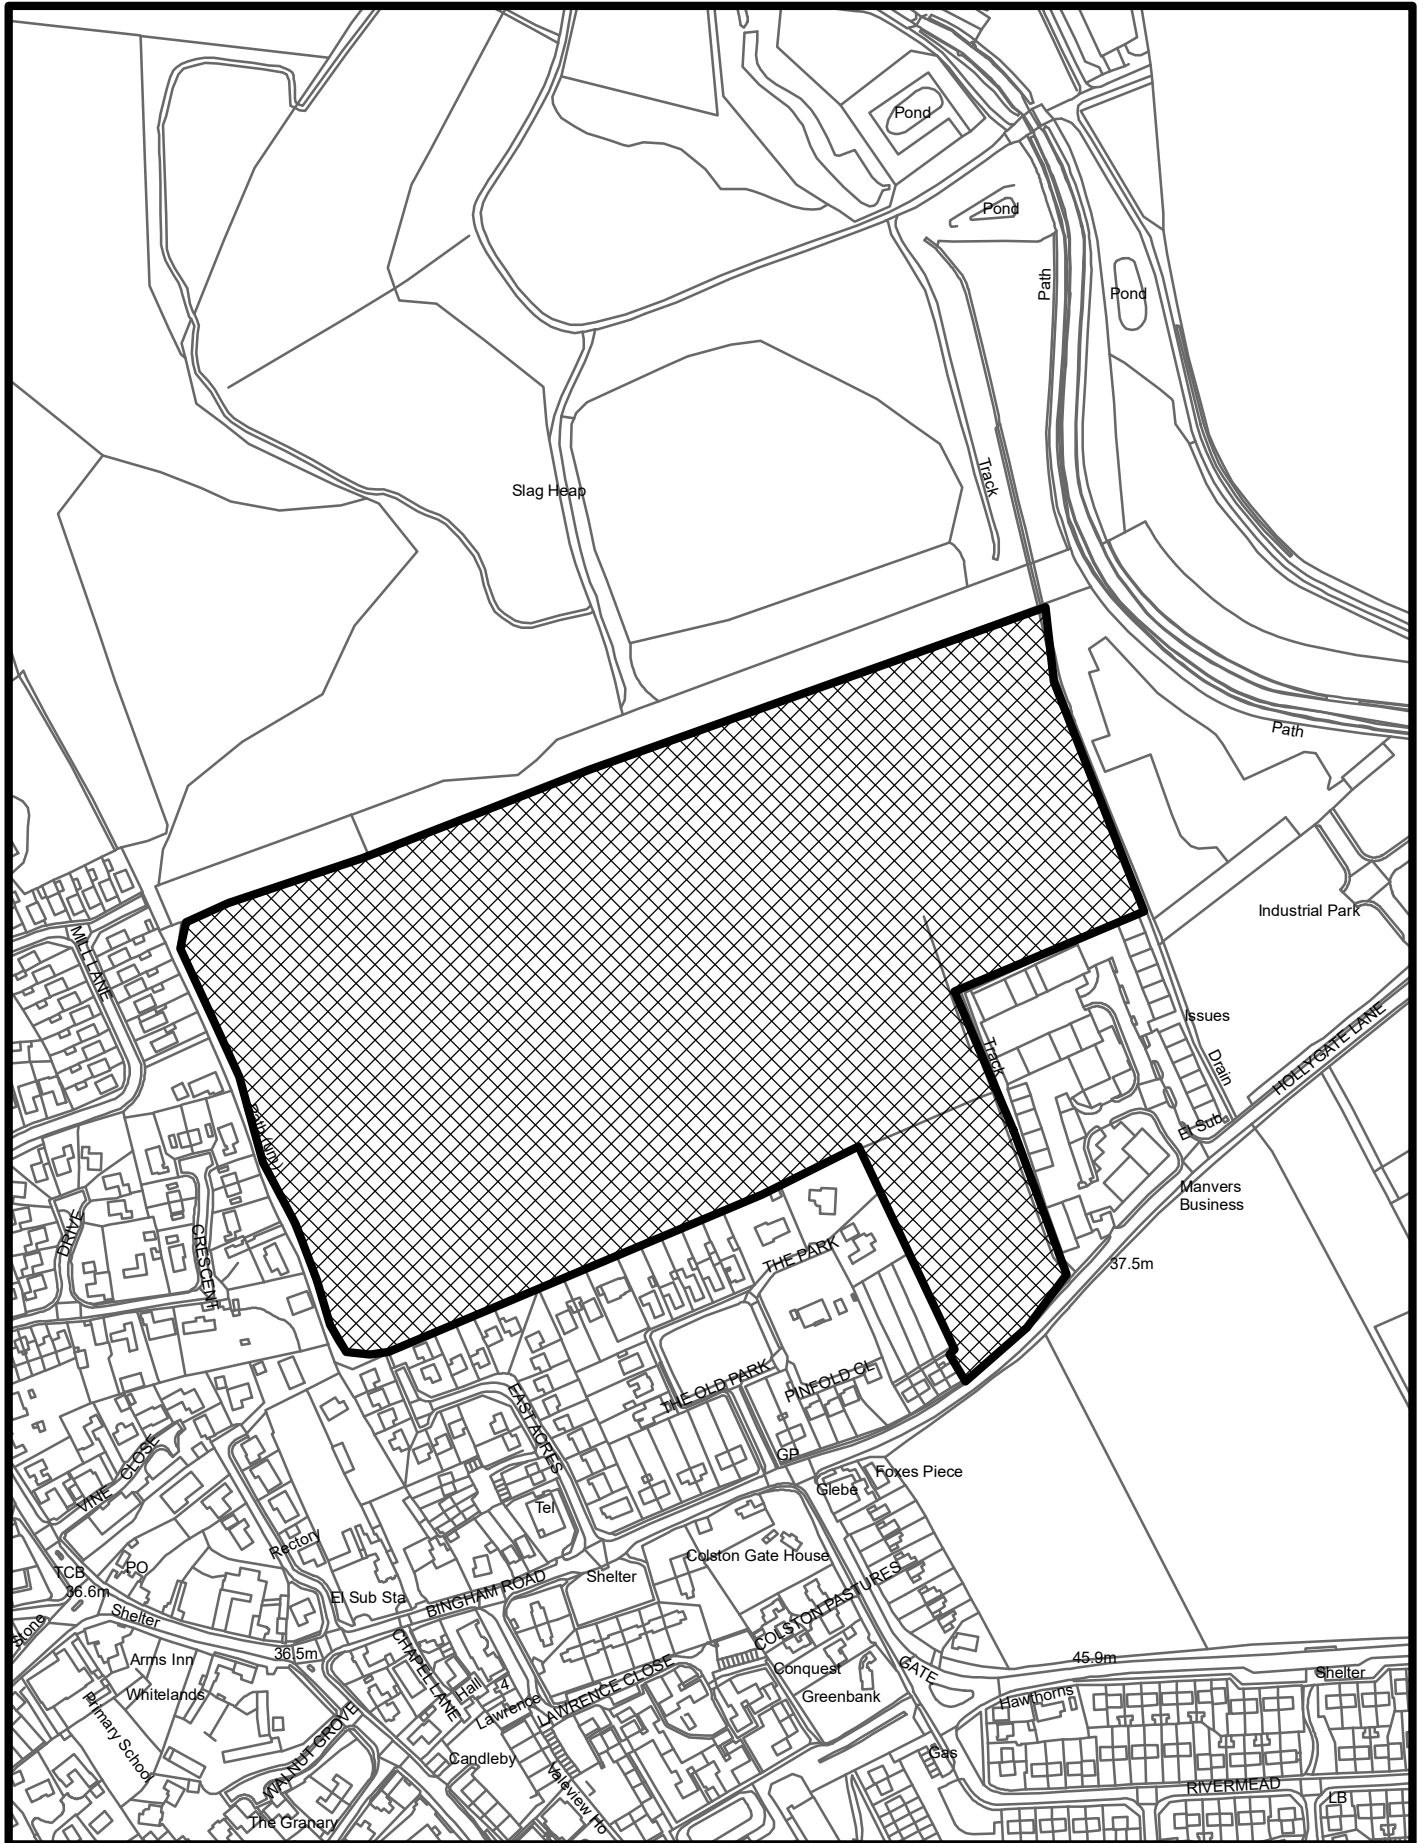 Pond
Pond
Path
Pond
Track
Slag Heap
Path
Industrial Park
MILL LANE
Issues
HOLLYGATE LANE
Track
Drain
Path (um)
El Sub
Manvers
Business
DRIVE
CRESCENT
THE PARK
37.5m
THE OLD PARK
PINFOLD CL
EAST ACRES
GP
Foxes Piece
VINE CLOSE
Glebe
Tel
Rectory
Colston Gate House
TCB
PO
36.6m
El Sub Sta
BINGHAM ROAD
Shelter
COLSTON PASTURES
Shelter
Stone
36.5m
Arms Inn
CHAPEL LANE
45.9m
Conquest
GATE
Shelter
Whitelands
Hall
4
Lawrence
LAWRENCE CLOSE
Greenbank
Hawthorns
Primary School
WALNUT GROVE
Candleby
Valeview Ho
Gas
RIVERMEAD
LB
The Granary